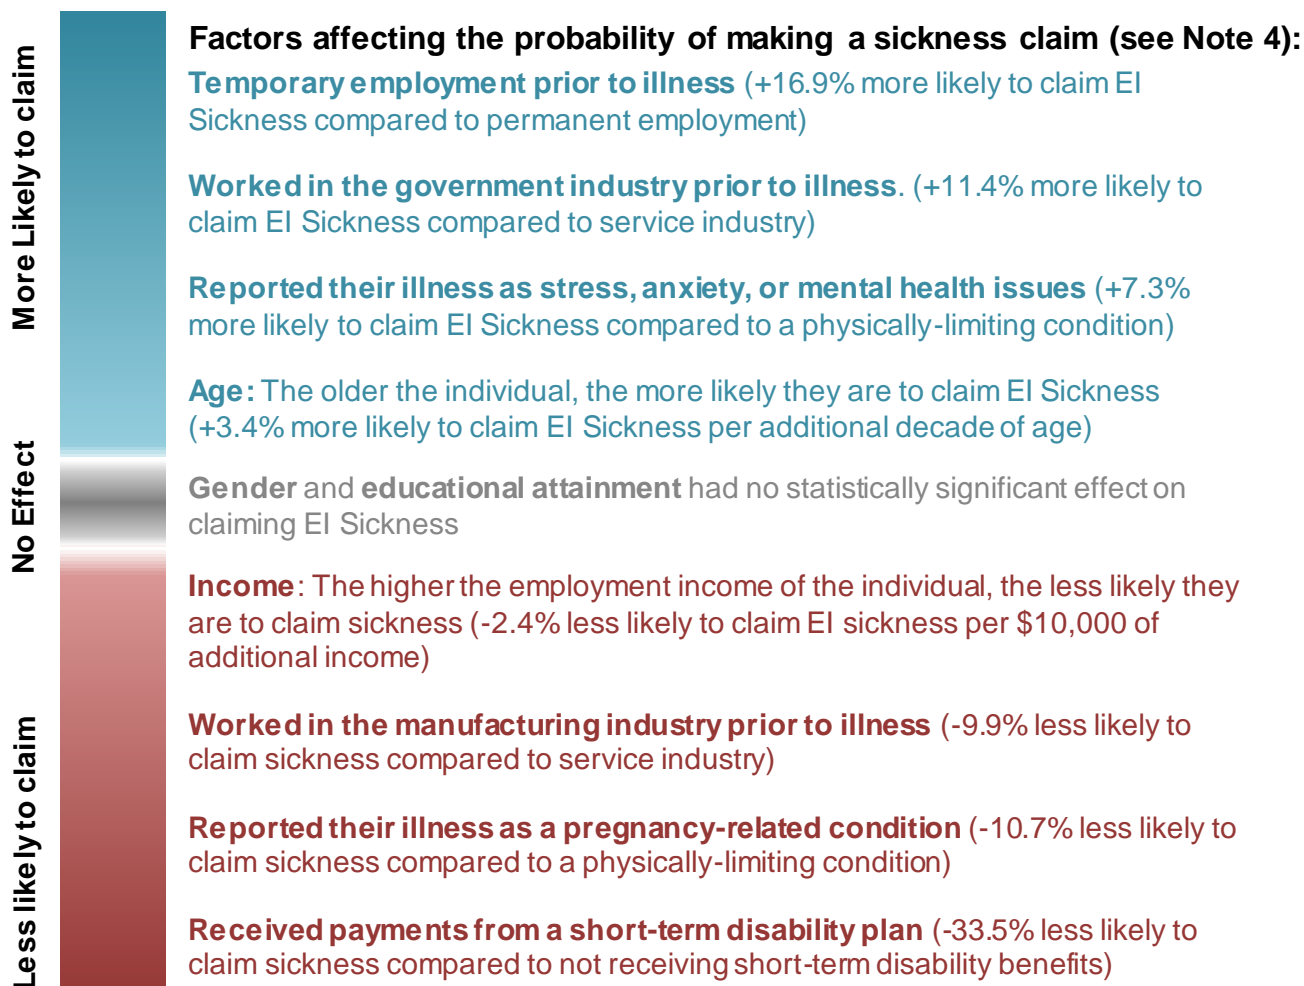 Factors affecting the probability of making a sickness claim (see Note 4):
Temporary employment prior to illness (+16.9% more likely to claim EI
Sickness compared to permanent employment)
Worked in the government industry prior to illness. (+11.4% more likely to
claim EI Sickness compared to service industry)
Reported their illness as stress, anxiety, or mental health issues (+7.3%
more likely to claim EI Sickness compared to a physically-limiting condition)
Age: The older the individual, the more likely they are to claim EI Sickness
(+3.4% more likely to claim EI Sickness per additional decade of age)
Gender and educational attainment had no statistically significant effect on
claiming EI Sickness
Income: The higher the employment income of the individual, the less likely they
are to claim sickness (-2.4% less likely to claim EI sickness per $10,000 of
additional income)
Worked in the manufacturing industry prior to illness (-9.9% less likely to
claim sickness compared to service industry)
Reported their illness as a pregnancy-related condition (-10.7% less likely to
claim sickness compared to a physically-limiting condition)
Received payments from a short-term disability plan (-33.5% less likely to
claim sickness compared to not receiving short-term disability benefits)
More Likely to claim
No Effect
Less likely to claim